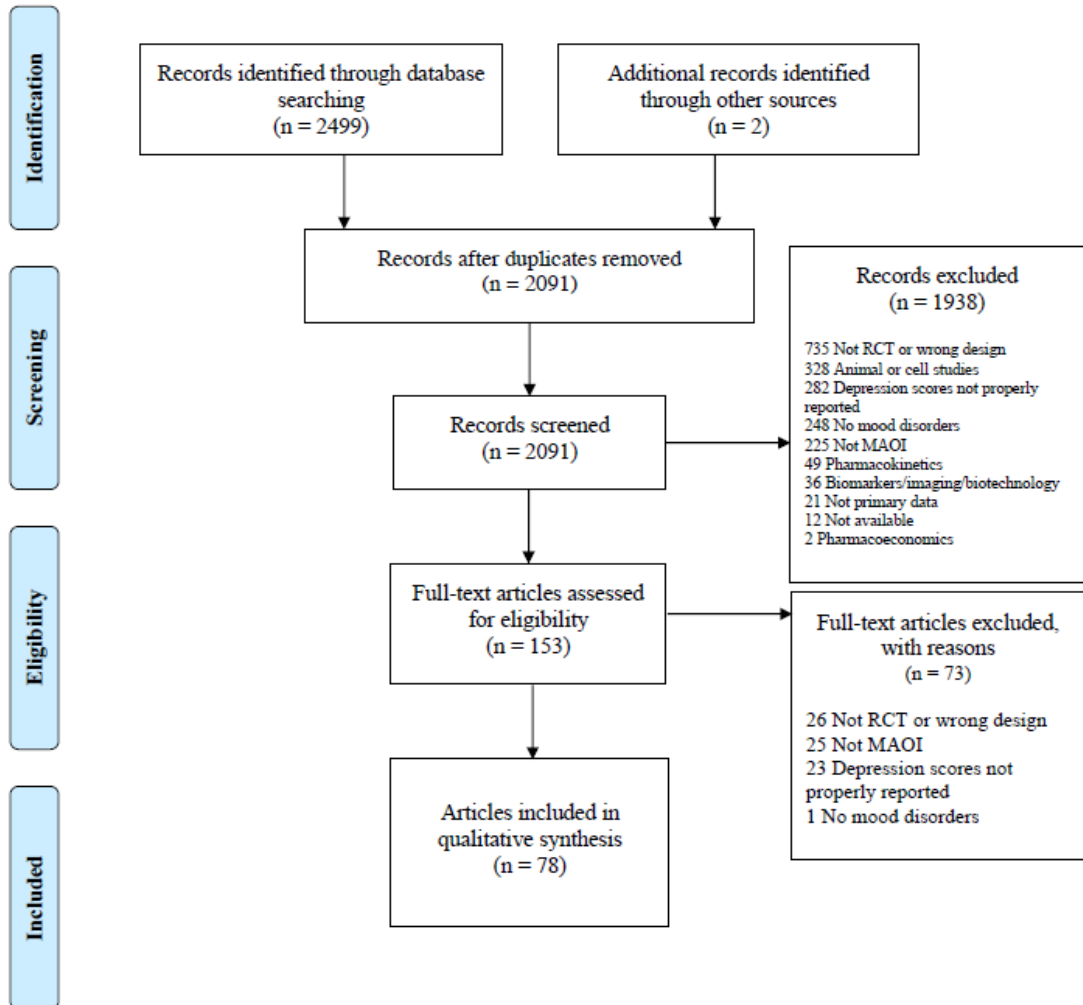 Identification
Records identified through database
searching
(n = 2499)
Additional records identified
through other sources
(n = 2)
Records after duplicates removed
(n = 2091)
Screening
Records screened
(n = 2091)
Records excluded
(n = 1938)
735 Not RCT or wrong design
328 Animal or cell studies
282 Depression scores not properly
reported
248 No mood disorders
225 Not MAOI
49 Pharmacokinetics
36 Biomarkers/imaging/biotechnology
21 Not primary data
12 Not available
2 Pharmacoeconomics
Eligibility
Full-text articles assessed
for eligibility
(n = 153)
Full-text articles excluded,
with reasons
(n = 73)
26 Not RCT or wrong design
25 Not MAOI
23 Depression scores not
properly reported
1 No mood disorders
Included
Articles included in
qualitative synthesis
(n = 78)